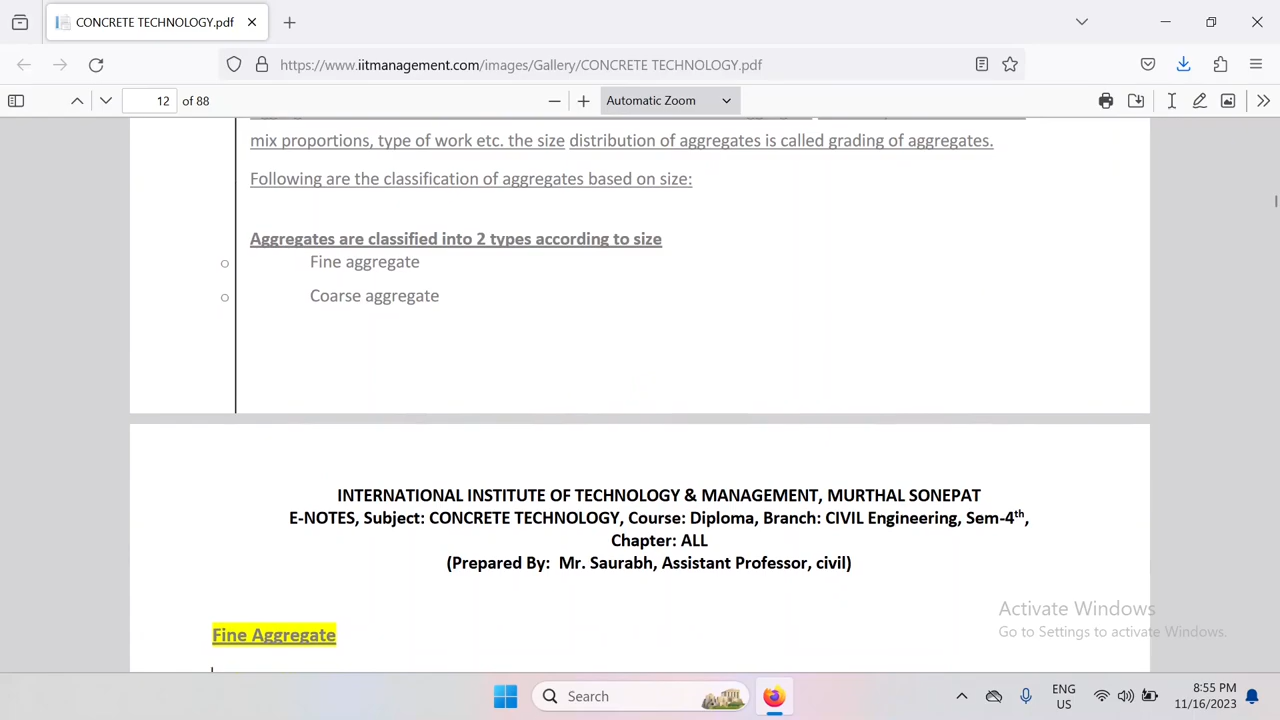 CONCRETE TECHNOLOGY.pdf
https://www.iitmanagement.com/images/Gallery/CONCRETE TECHNOLOGY.pdf
12 of 88
Automatic Zoom
mix proportions, type of work etc. the size distribution of aggregates is called grading of aggregates.
Following are the classification of aggregates based on size:
Aggregates are classified into 2 types according to size
o Fine aggregate
o Coarse aggregate
INTERNATIONAL INSTITUTE OF TECHNOLOGY & MANAGEMENT, MURTHAL SONEPAT
E-NOTES, Subject: CONCRETE TECHNOLOGY, Course: Diploma, Branch: CIVIL Engineering, Sem-4th,
Chapter: ALL
(Prepared By: Mr. Saurabh, Assistant Professor, civil)
Activate Windows
Go to Settings to activate Windows.
Fine Aggregate
Search
ENG
US
8:55 PM
11/16/2023